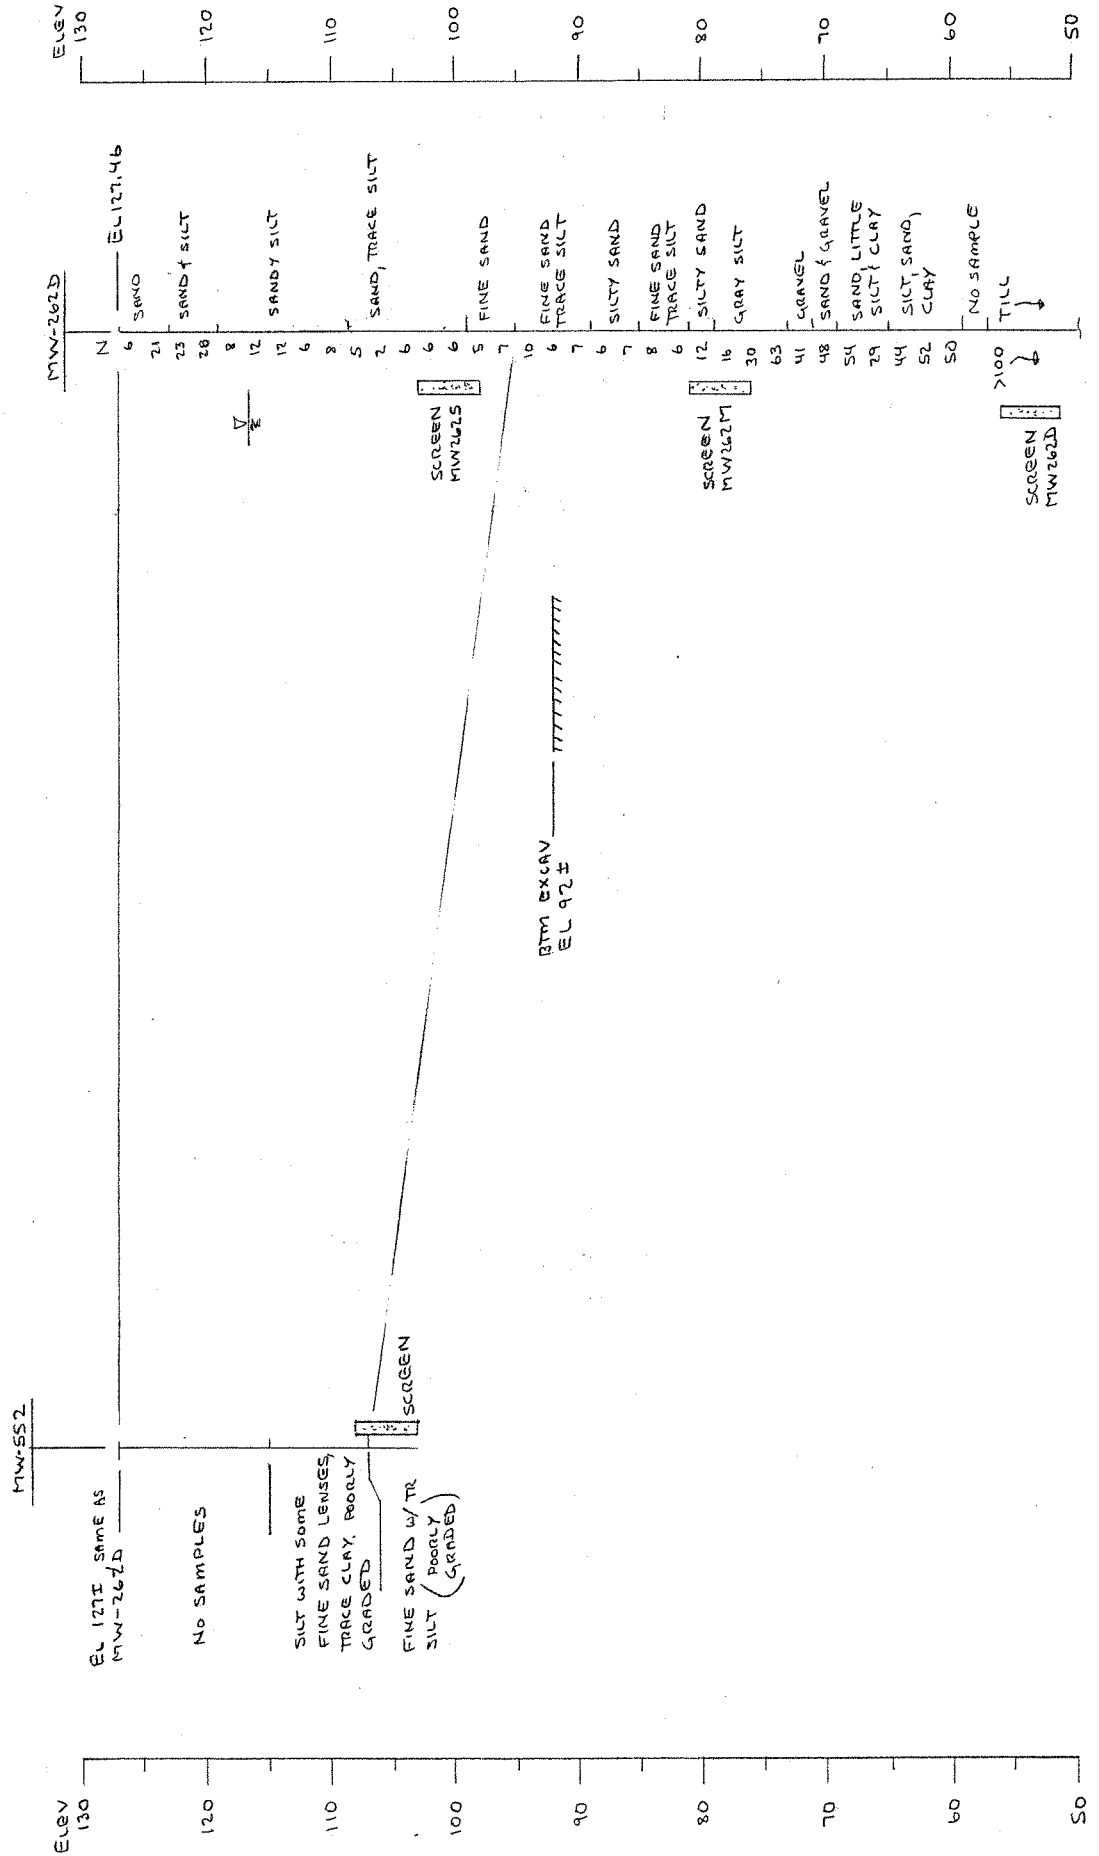 MW-552
EL 127± SAME AS
MW-262D
NO SAMPLES
SILT WITH SOME
FINE SAND LENSES,
TRACE CLAY, POORLY
GRADED
FINE SAND W/ TR
SILT (POORLY
GRADED)
SCREEN
ELEV
130
120
110
100
90
80
70
60
50
BTM EXCAV
EL 92±
MW-262D
EL 127.46
N
6
21
23
28
8
12
12
6
8
5
2
6
6
6
5
7
10
6
7
6
7
8
6
12
16
30
63
41
48
54
29
44
52
50
>100
SAND
SAND & SILT
SANDY SILT
SAND, TRACE SILT
FINE SAND
FINE SAND
TRACE SILT
SILTY SAND
FINE SAND
TRACE SILT
SILTY SAND
GRAY SILT
GRAVEL
SAND & GRAVEL
SAND, LITTLE
SILT & CLAY
SILT, SAND,
CLAY
NO SAMPLE
TILL
SCREEN
MW262S
SCREEN
MW262M
SCREEN
MW262D
ELEV
130
120
110
100
90
80
70
60
50